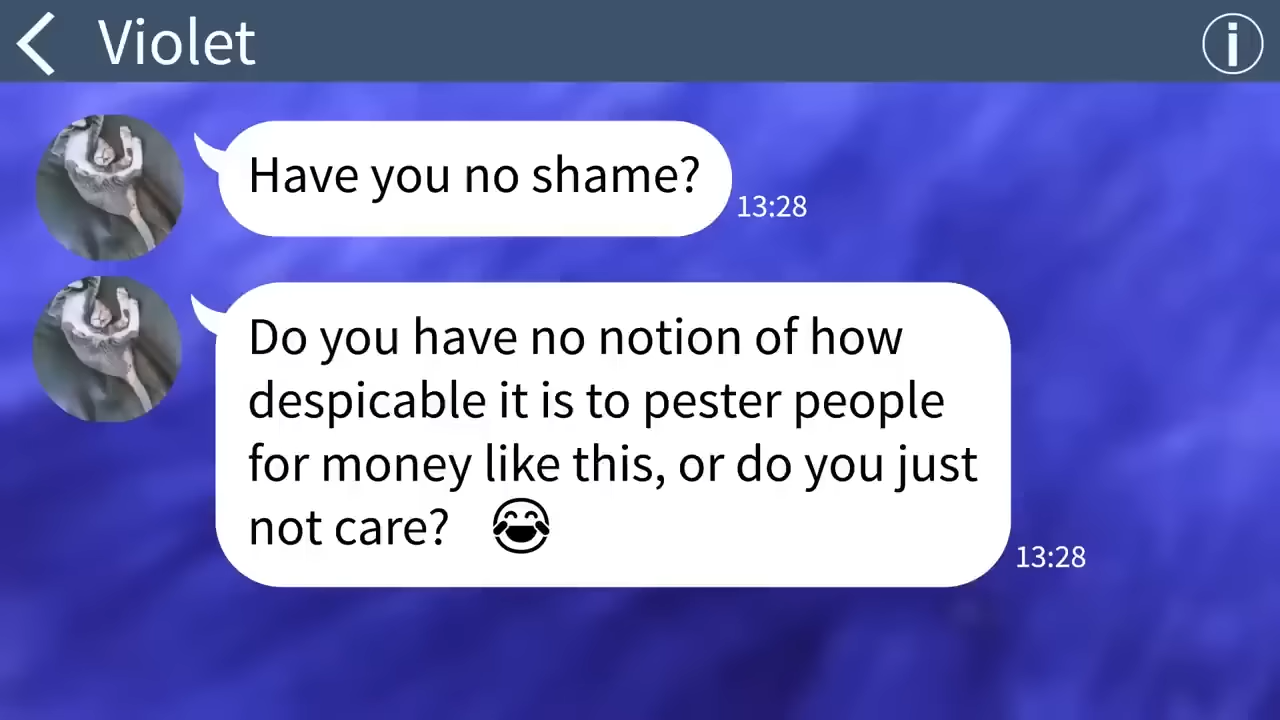 Violet
Have you no shame?
13:28
Do you have no notion of how
despicable it is to pester people
for money like this, or do you just
not care? 😂
13:28